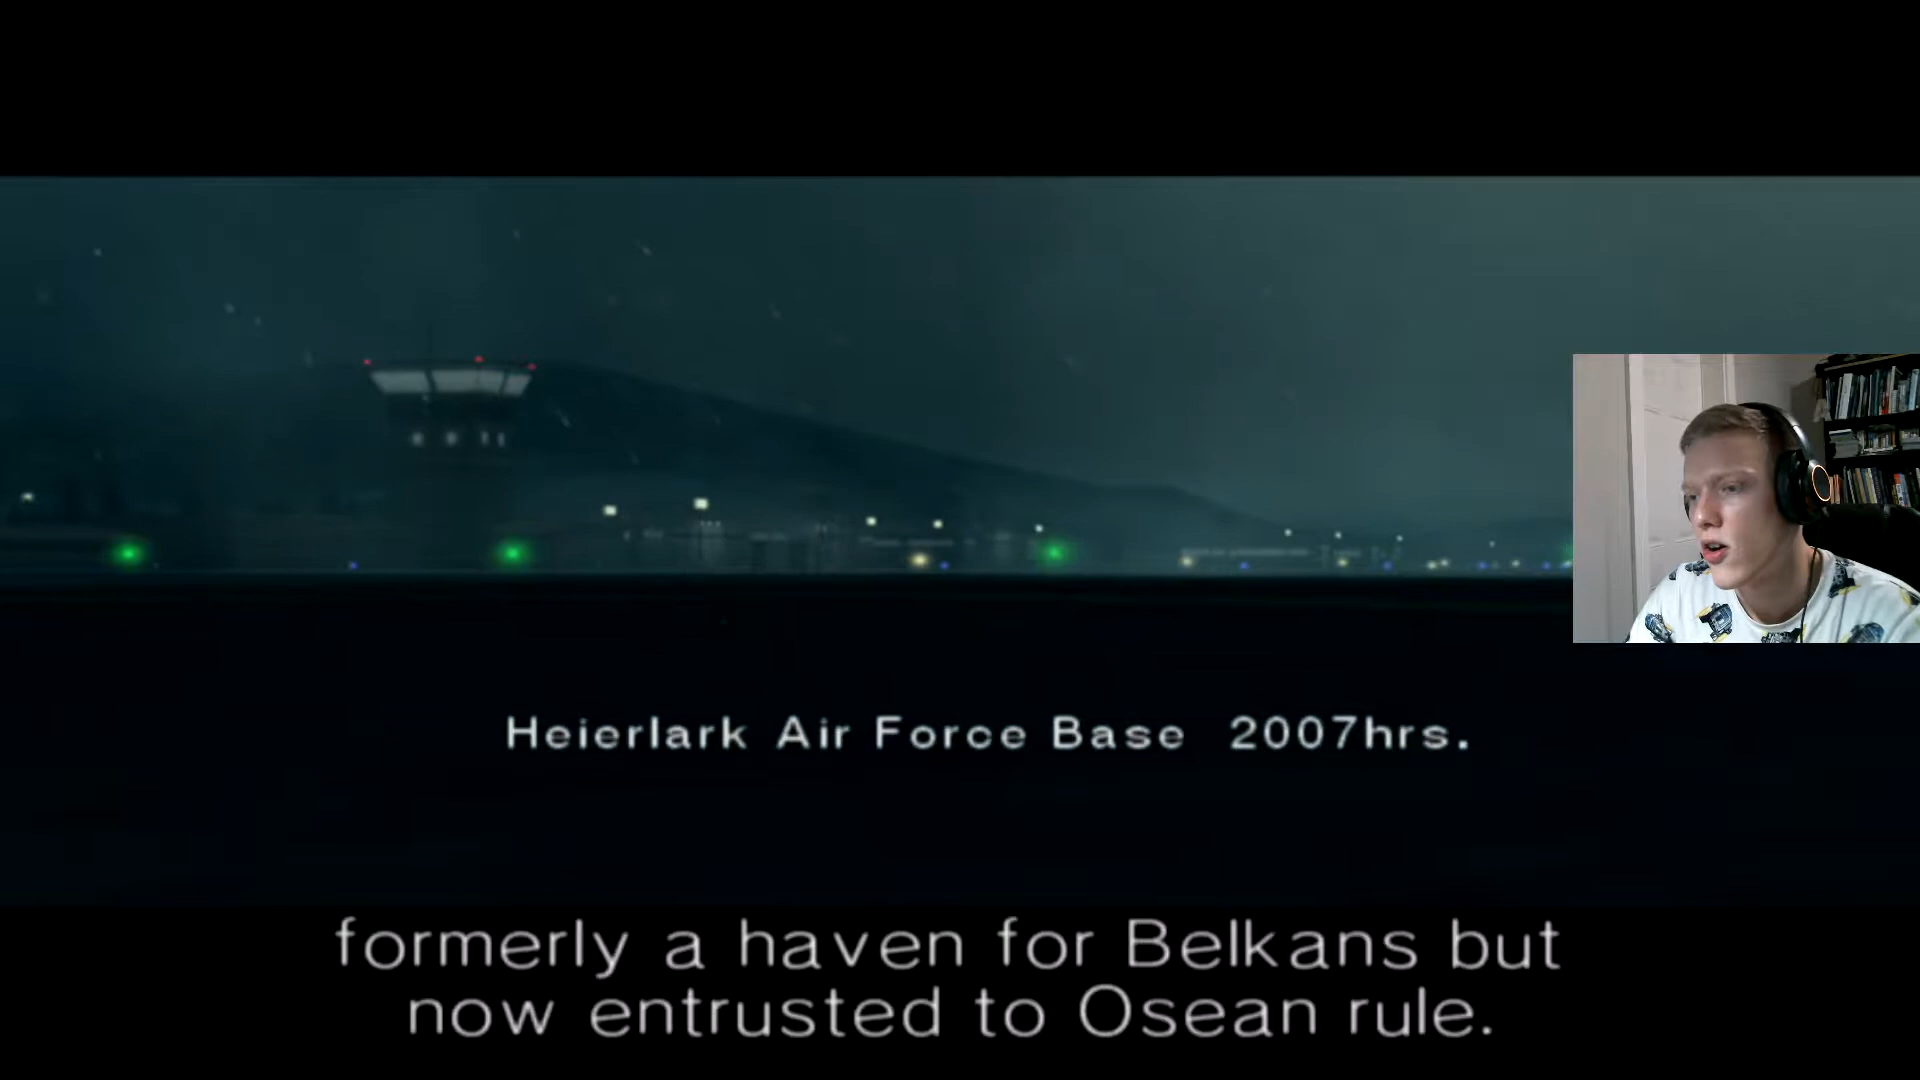 Heierlark Air Force Base 2007hrs.
formerly a haven for Belkans but
now entrusted to Osean rule.